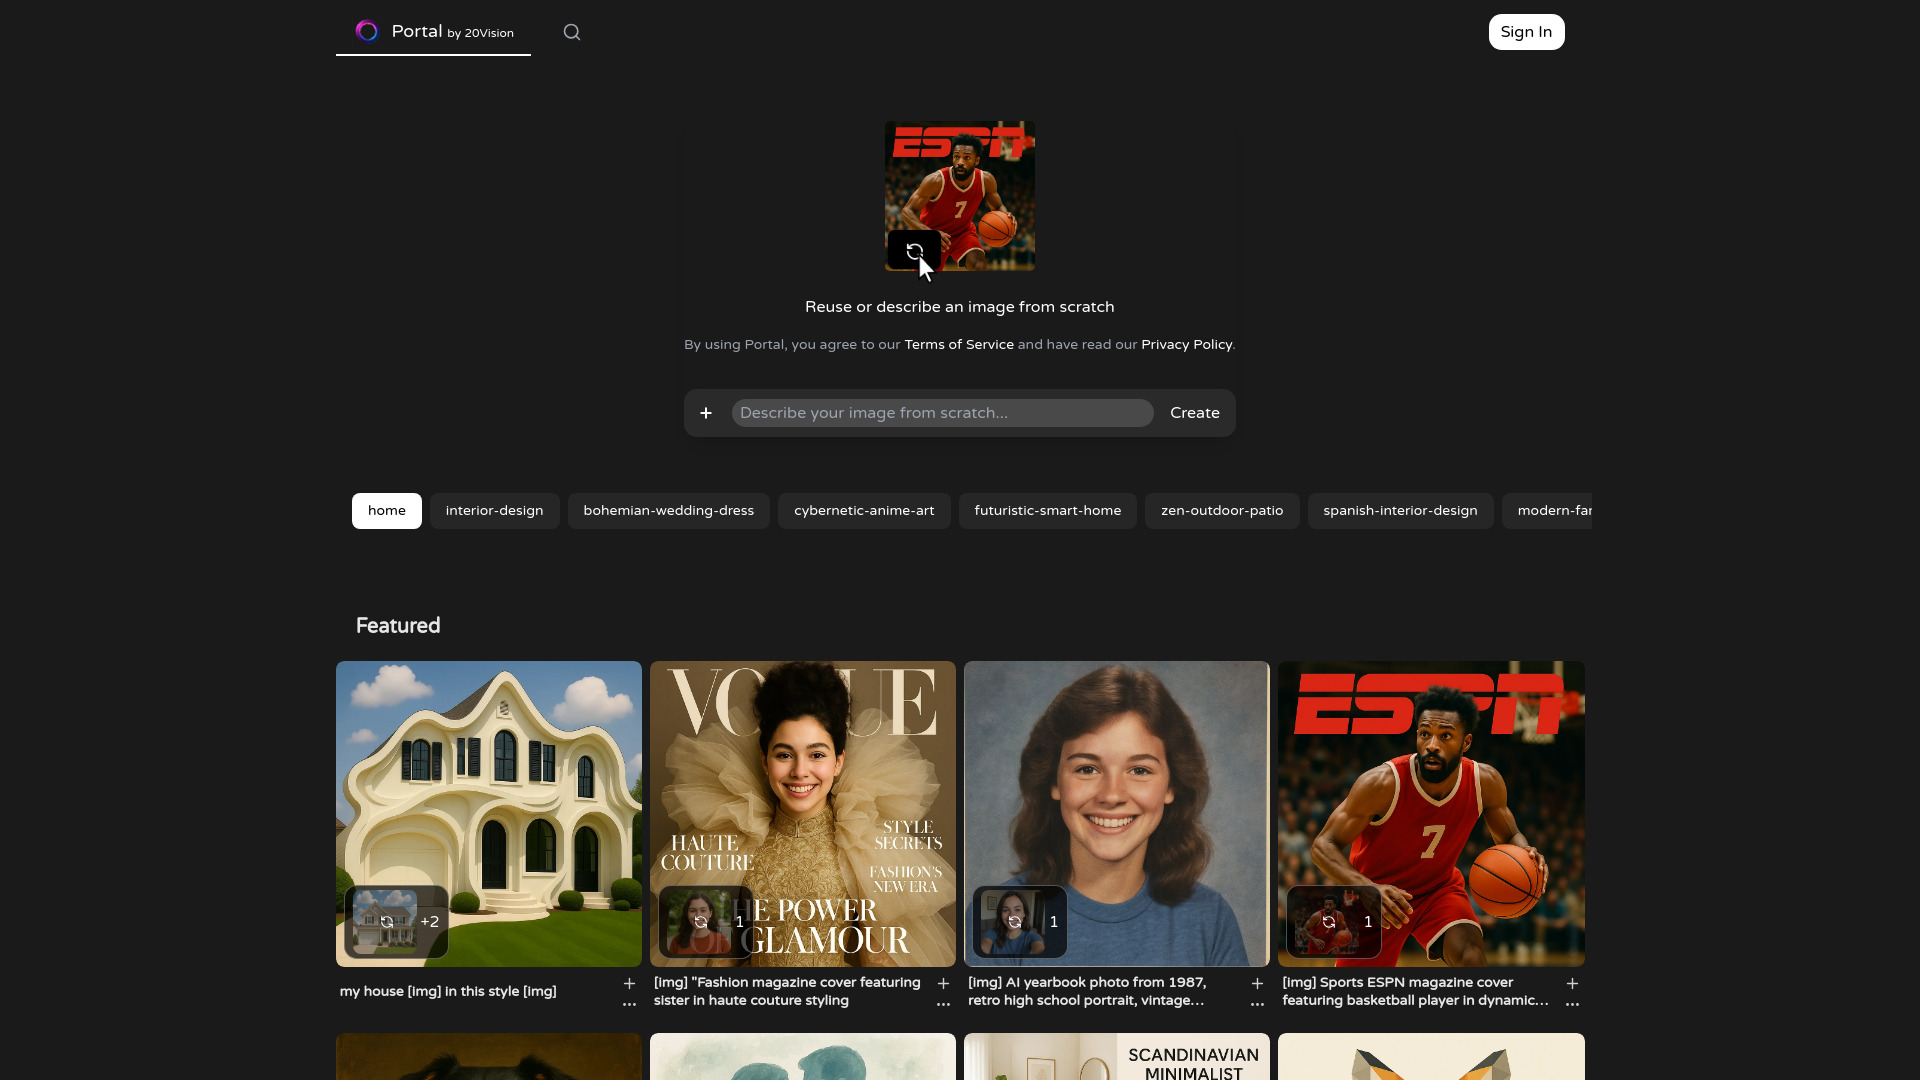 Portal by 20Vision
Sign In
ESPN
7
Reuse or describe an image from scratch
By using Portal, you agree to our Terms of Service and have read our Privacy Policy.
Describe your image from scratch...
Create
home
interior-design
bohemian-wedding-dress
cybernetic-anime-art
futuristic-smart-home
zen-outdoor-patio
spanish-interior-design
modern-far
Featured
+2
my house [img] in this style [img]
VOGUE
HAUTE
COUTURE
STYLE
SECRETS
FASHION'S
NEW ERA
HE POWER
GLAMOUR
1
[img] "Fashion magazine cover featuring
sister in haute couture styling
1
[img] AI yearbook photo from 1987,
retro high school portrait, vintage...
ESPN
7
1
[img] Sports ESPN magazine cover
featuring basketball player in dynamic...
SCANDINAVIAN
MINIMALIST